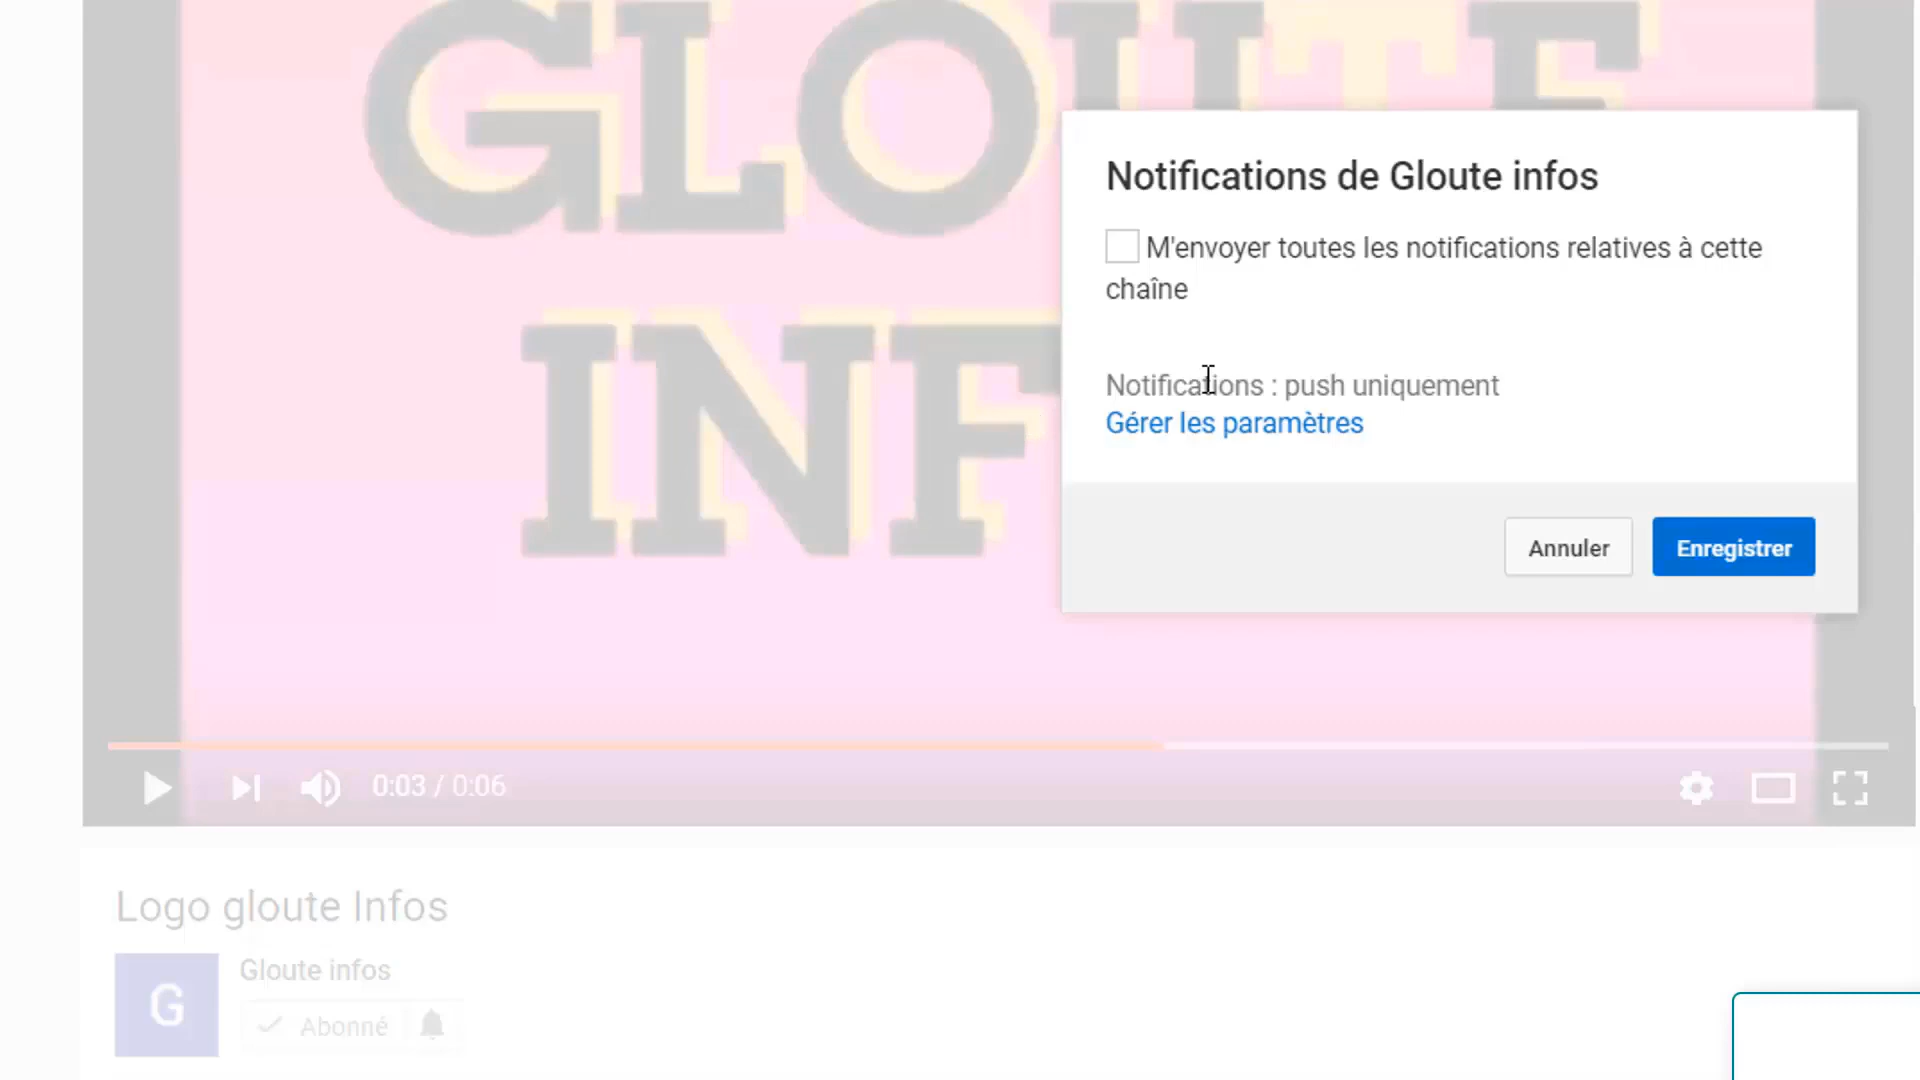 GLOUTE
INF
Notifications de Gloute infos
M'envoyer toutes les notifications relatives à cette
chaîne
Notifications : push uniquement
Gérer les paramètres
Annuler
Enregistrer
0:03 / 0:06
Logo gloute Infos
G
Gloute infos
Abonné